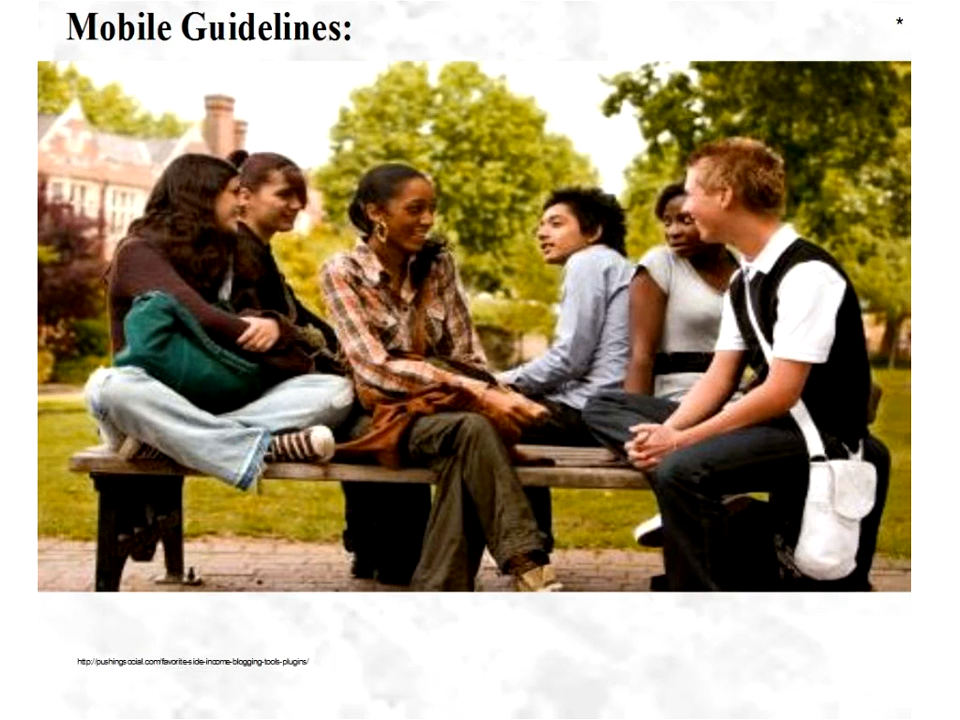 Mobile Guidelines:
*
http://pushingsocial.com/favorite-side-income-blogging-tools-plugins/